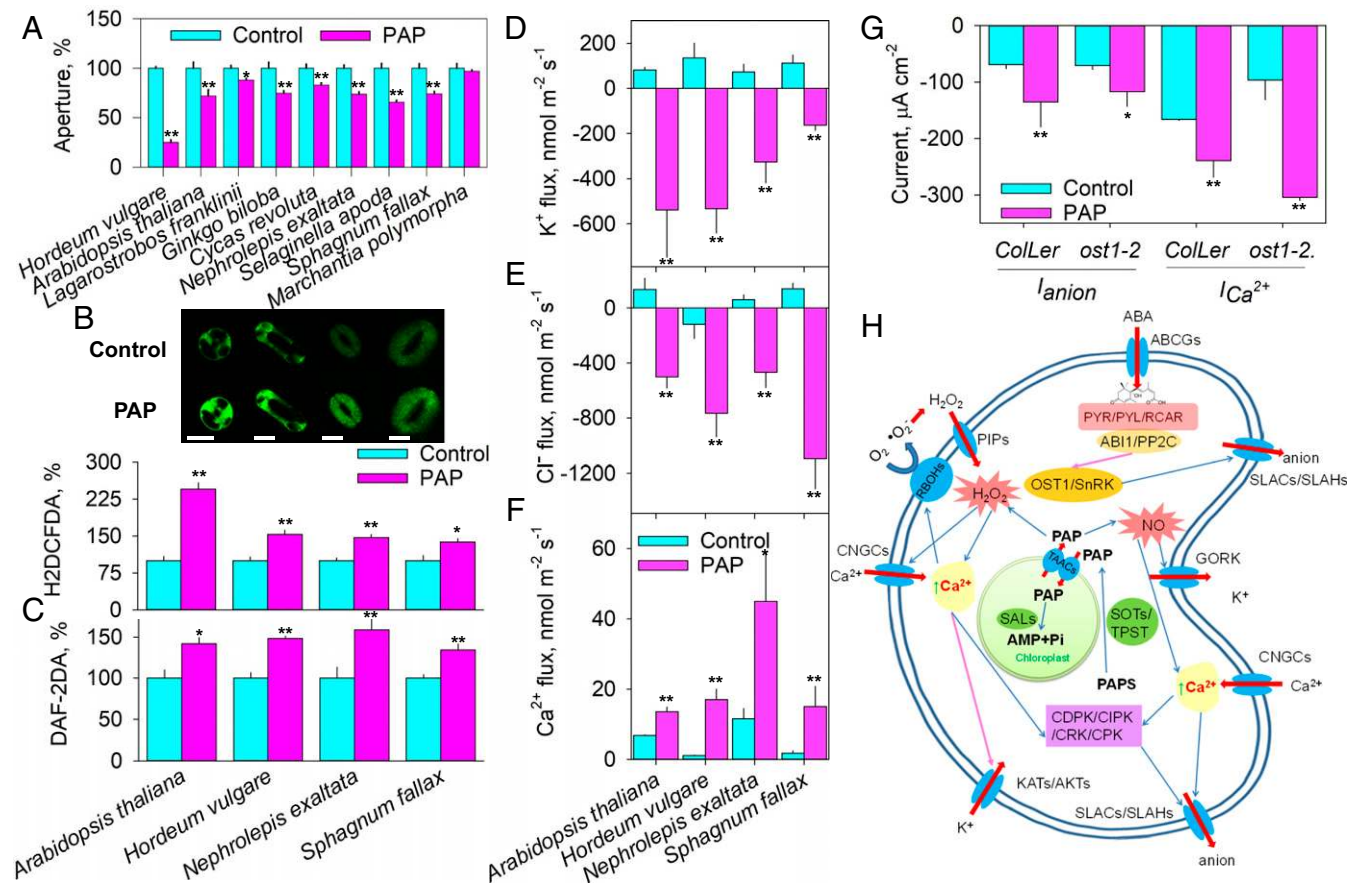 A
Aperture, %
150
100
50
0
Control
PAP
**
**
*
**
**
**
**
**
Hordeum vulgare
Arabidopsis thaliana
Lagarostrobos franklinii
Ginkgo biloba
Cycas revoluta
Nephrolepis exaltata
Selaginella apoda
Sphagnum fallax
Marchantia polymorpha
B
Control
PAP
Control
PAP
H2DCFDA, %
300
225
150
75
0
**
**
**
*
C
DAF-2DA, %
150
100
50
0
*
**
**
**
Arabidopsis thaliana
Hordeum vulgare
Nephrolepis exaltata
Sphagnum fallax
D
K⁺ flux, nmol m⁻² s⁻¹
200
0
-200
-400
-600
**
**
**
**
E
Cl⁻ flux, nmol m⁻² s⁻¹
0
-400
-800
-1200
**
**
**
**
F
Ca²⁺ flux, nmol m⁻² s⁻¹
60
40
20
0
Control
PAP
**
**
*
**
Arabidopsis thaliana
Hordeum vulgare
Nephrolepis exaltata
Sphagnum fallax
G
Current, µA cm⁻²
0
-100
-200
-300
Control
PAP
**
*
**
**
ColLer ost1-2 ColLer ost1-2.
I anion
I Ca²⁺
H
ABA
ABCGs
OH
PYR/PYL/RCAR
ABI1/PP2C
OST1/SnRK
anion
SLACs/SLAHs
H₂O₂
•O₂⁻
O₂
PIPs
RBOHs
H₂O₂
NO
PAP
PAP
TAACs
PAP
SALs
AMP+Pi
Chloroplast
SOTs/
TPST
PAPS
GORK
K⁺
CNGCs
Ca²⁺
↑Ca²⁺
CNGCs
Ca²⁺
↑Ca²⁺
CDPK/CIPK
/CRK/CPK
KATs/AKTs
K⁺
SLACs/SLAHs
anion